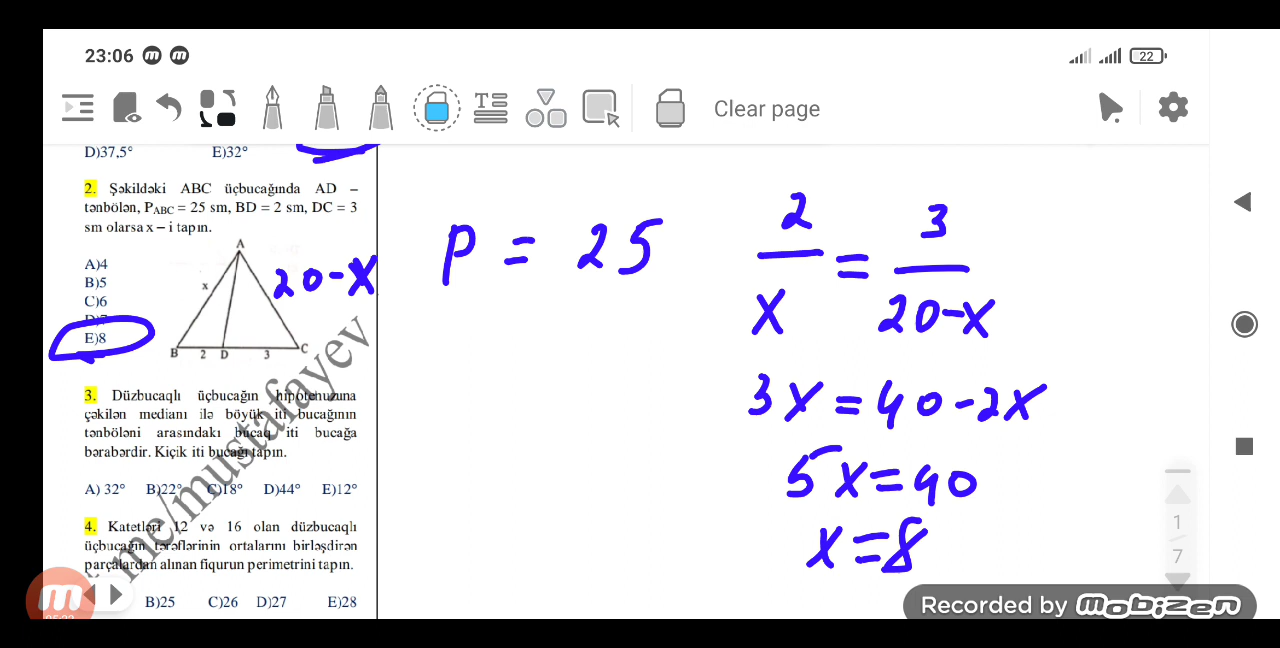 23:06
22
Clear page
D)37,5° E)32°
2. Şəkildəki ABC üçbucağında AD –
tənbölən, PABC = 25 sm, BD = 2 sm, DC = 3
sm olarsa x – i tapın.
A)4
B)5
C)6
D)7
E)8
A
x
20-x
B 2 D 3 C
3. Düzbucaqlı üçbucağın hipotenuzuna
çəkilən medianı ilə böyük iti bucağının
tənböləni arasındakı bucaq iti bucağa
bərabərdir. Kiçik iti bucağı tapın.
A) 32° B)22° C)18° D)44° E)12°
4. Katetləri 12 və 16 olan düzbucaqlı
üçbucağın tərəflərinin ortalarını birləşdirən
parçalardan alınan fiqurun perimetrini tapın.
B)25 C)26 D)27 E)28
me/mustafayev
P = 25
2/x = 3/20-x
3x = 40-2x
5x = 40
x = 8
1
7
Recorded by mobizen